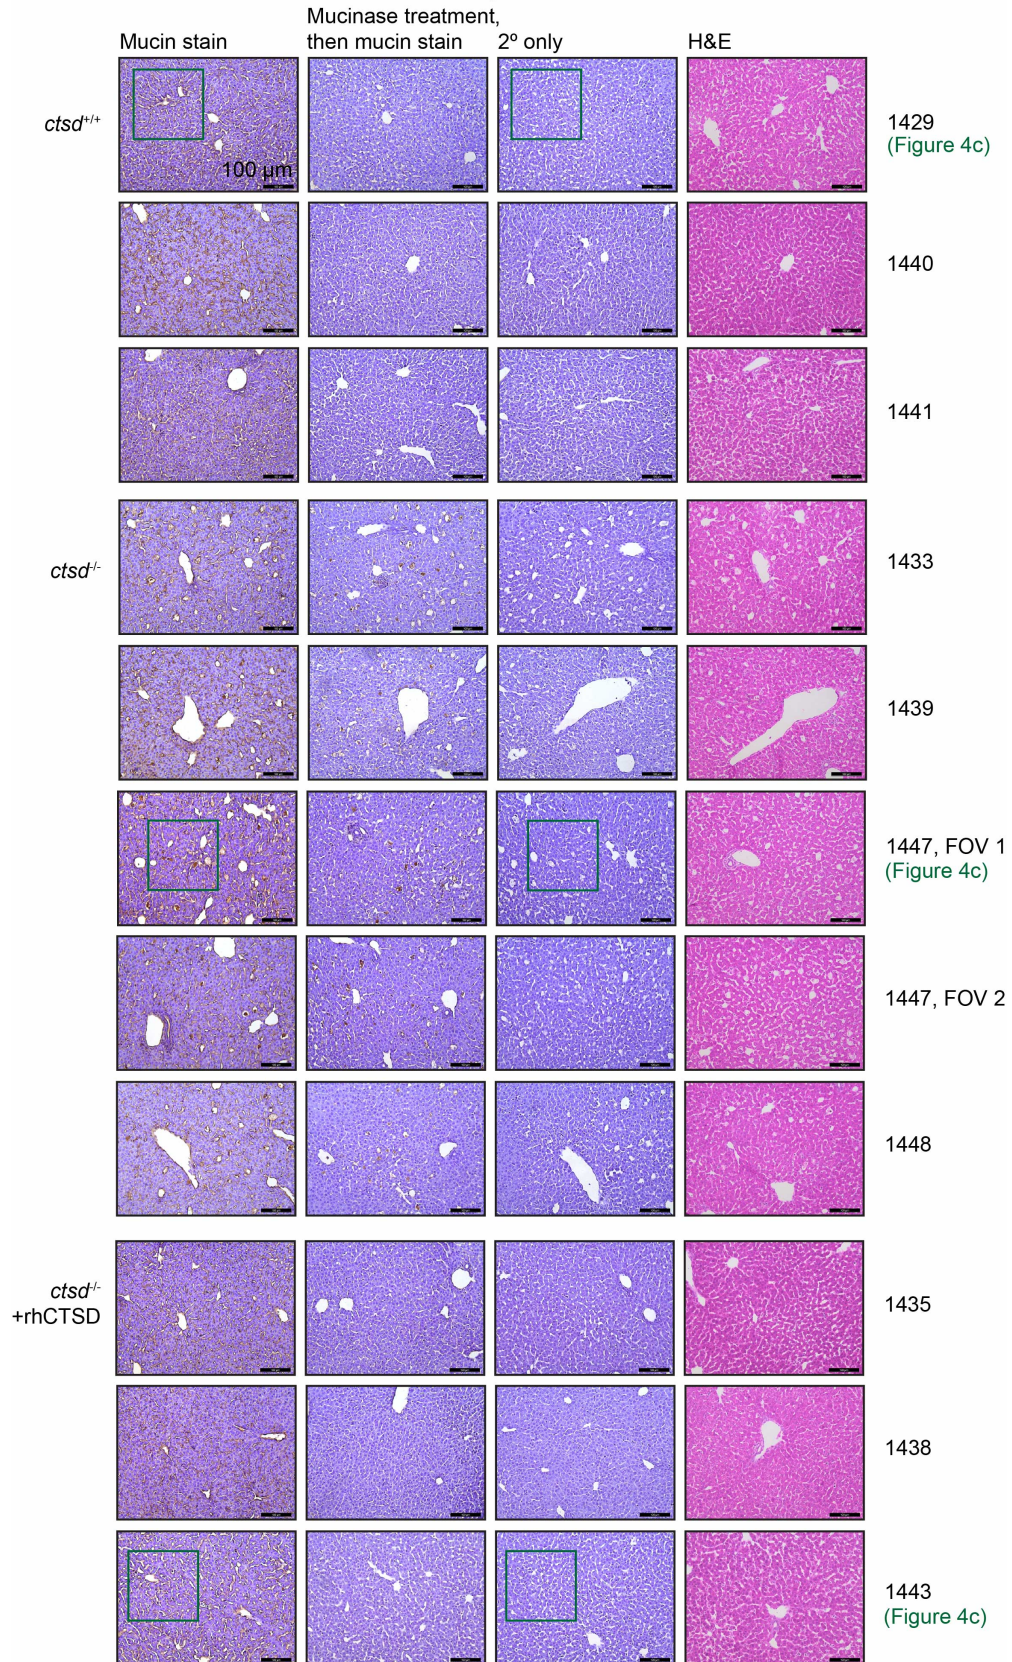 Mucin stain
Mucinase treatment,
then mucin stain
2º only
H&E
ctsd+/+
100 µm
1429
(Figure 4c)
1440
1441
ctsd-/-
1433
1439
1447, FOV 1
(Figure 4c)
1447, FOV 2
1448
ctsd-/-
+rhCTSD
1435
1438
1443
(Figure 4c)